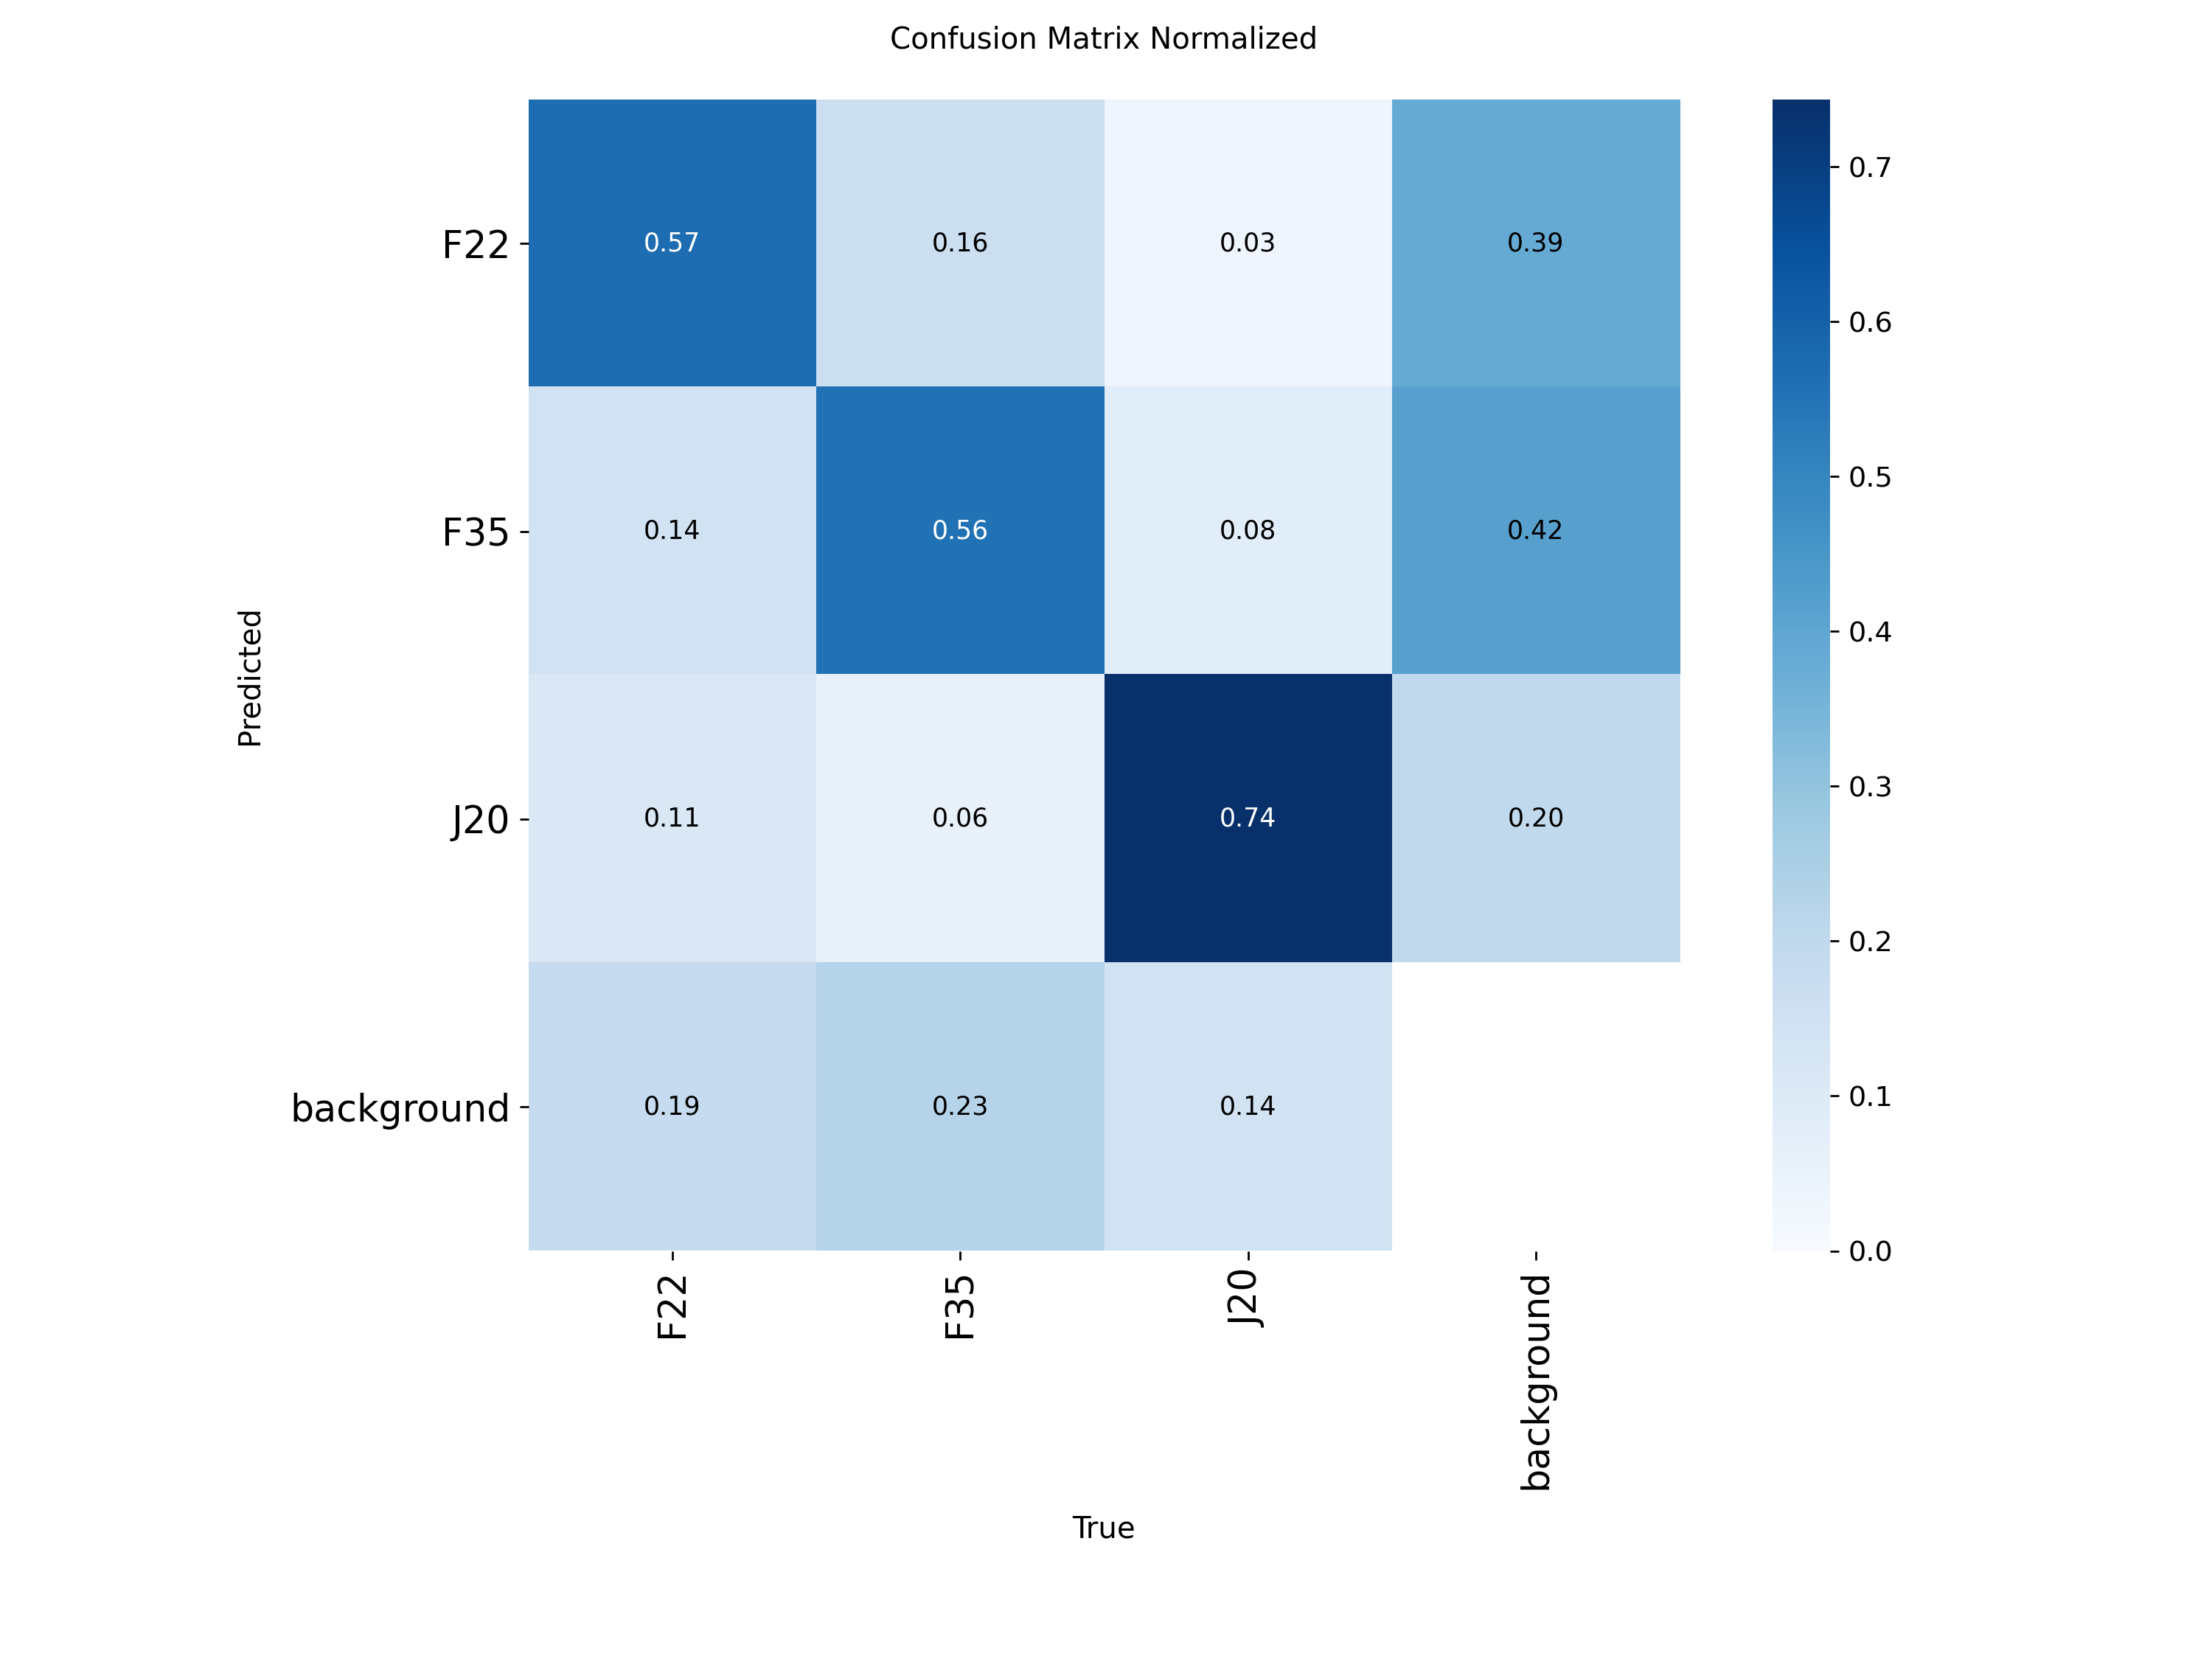 Confusion Matrix Normalized
F22 0.57 0.16 0.03 0.39
F35 0.14 0.56 0.08 0.42
J20 0.11 0.06 0.74 0.20
background 0.19 0.23 0.14
Predicted
F22 F35 J20 background
True
0.7
0.6
0.5
0.4
0.3
0.2
0.1
0.0